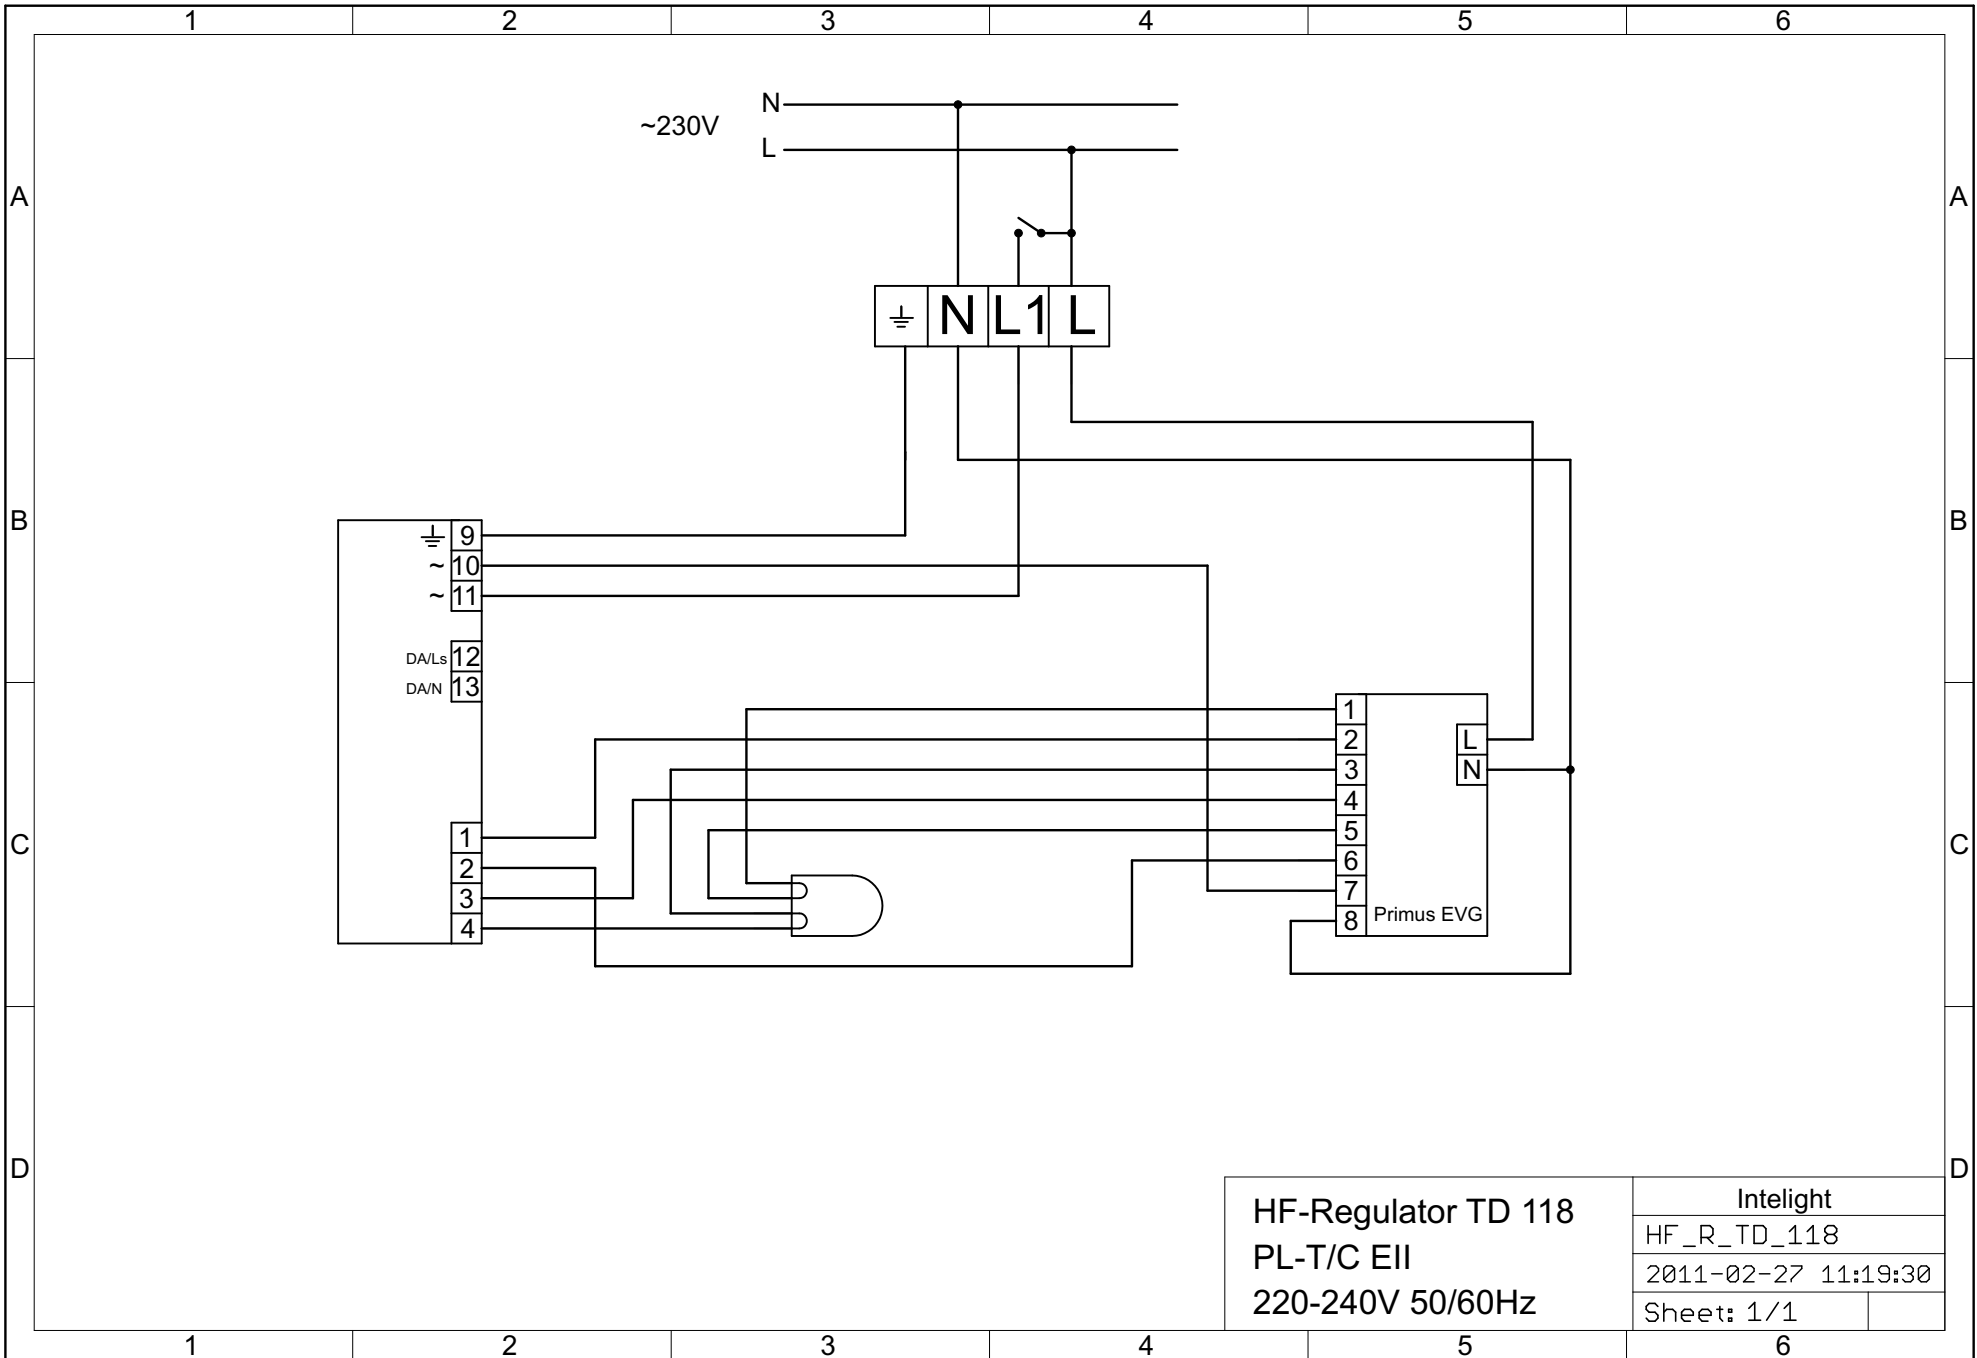 1 2 3 4 5 6
N
~230V
L
A A
⏚ N L1 L
B B
⏚ 9
~ 10
~ 11
DA/Ls 12
DA/N 13
1
2 L
3 N
4
5
6
7
8 Primus EVG
C C
1
2
3
4
D D
HF-Regulator TD 118
PL-T/C EII
220-240V 50/60Hz
Intelight
HF_R_TD_118
2011-02-27 11:19:30
Sheet: 1/1
1 2 3 4 5 6